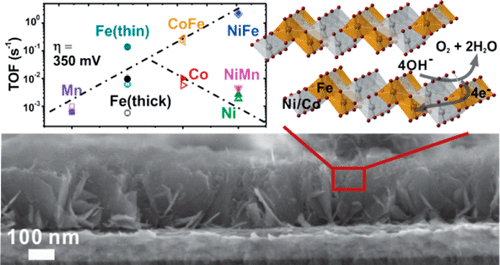 TOF (s⁻¹)
10⁰
10⁻¹
10⁻²
10⁻³
η =
350 mV
Fe(thin)
CoFe
NiFe
Mn
Fe(thick)
Co
NiMn
Ni
O₂ + 2H₂O
4OH⁻
Fe
Ni/Co
4e⁻
100 nm